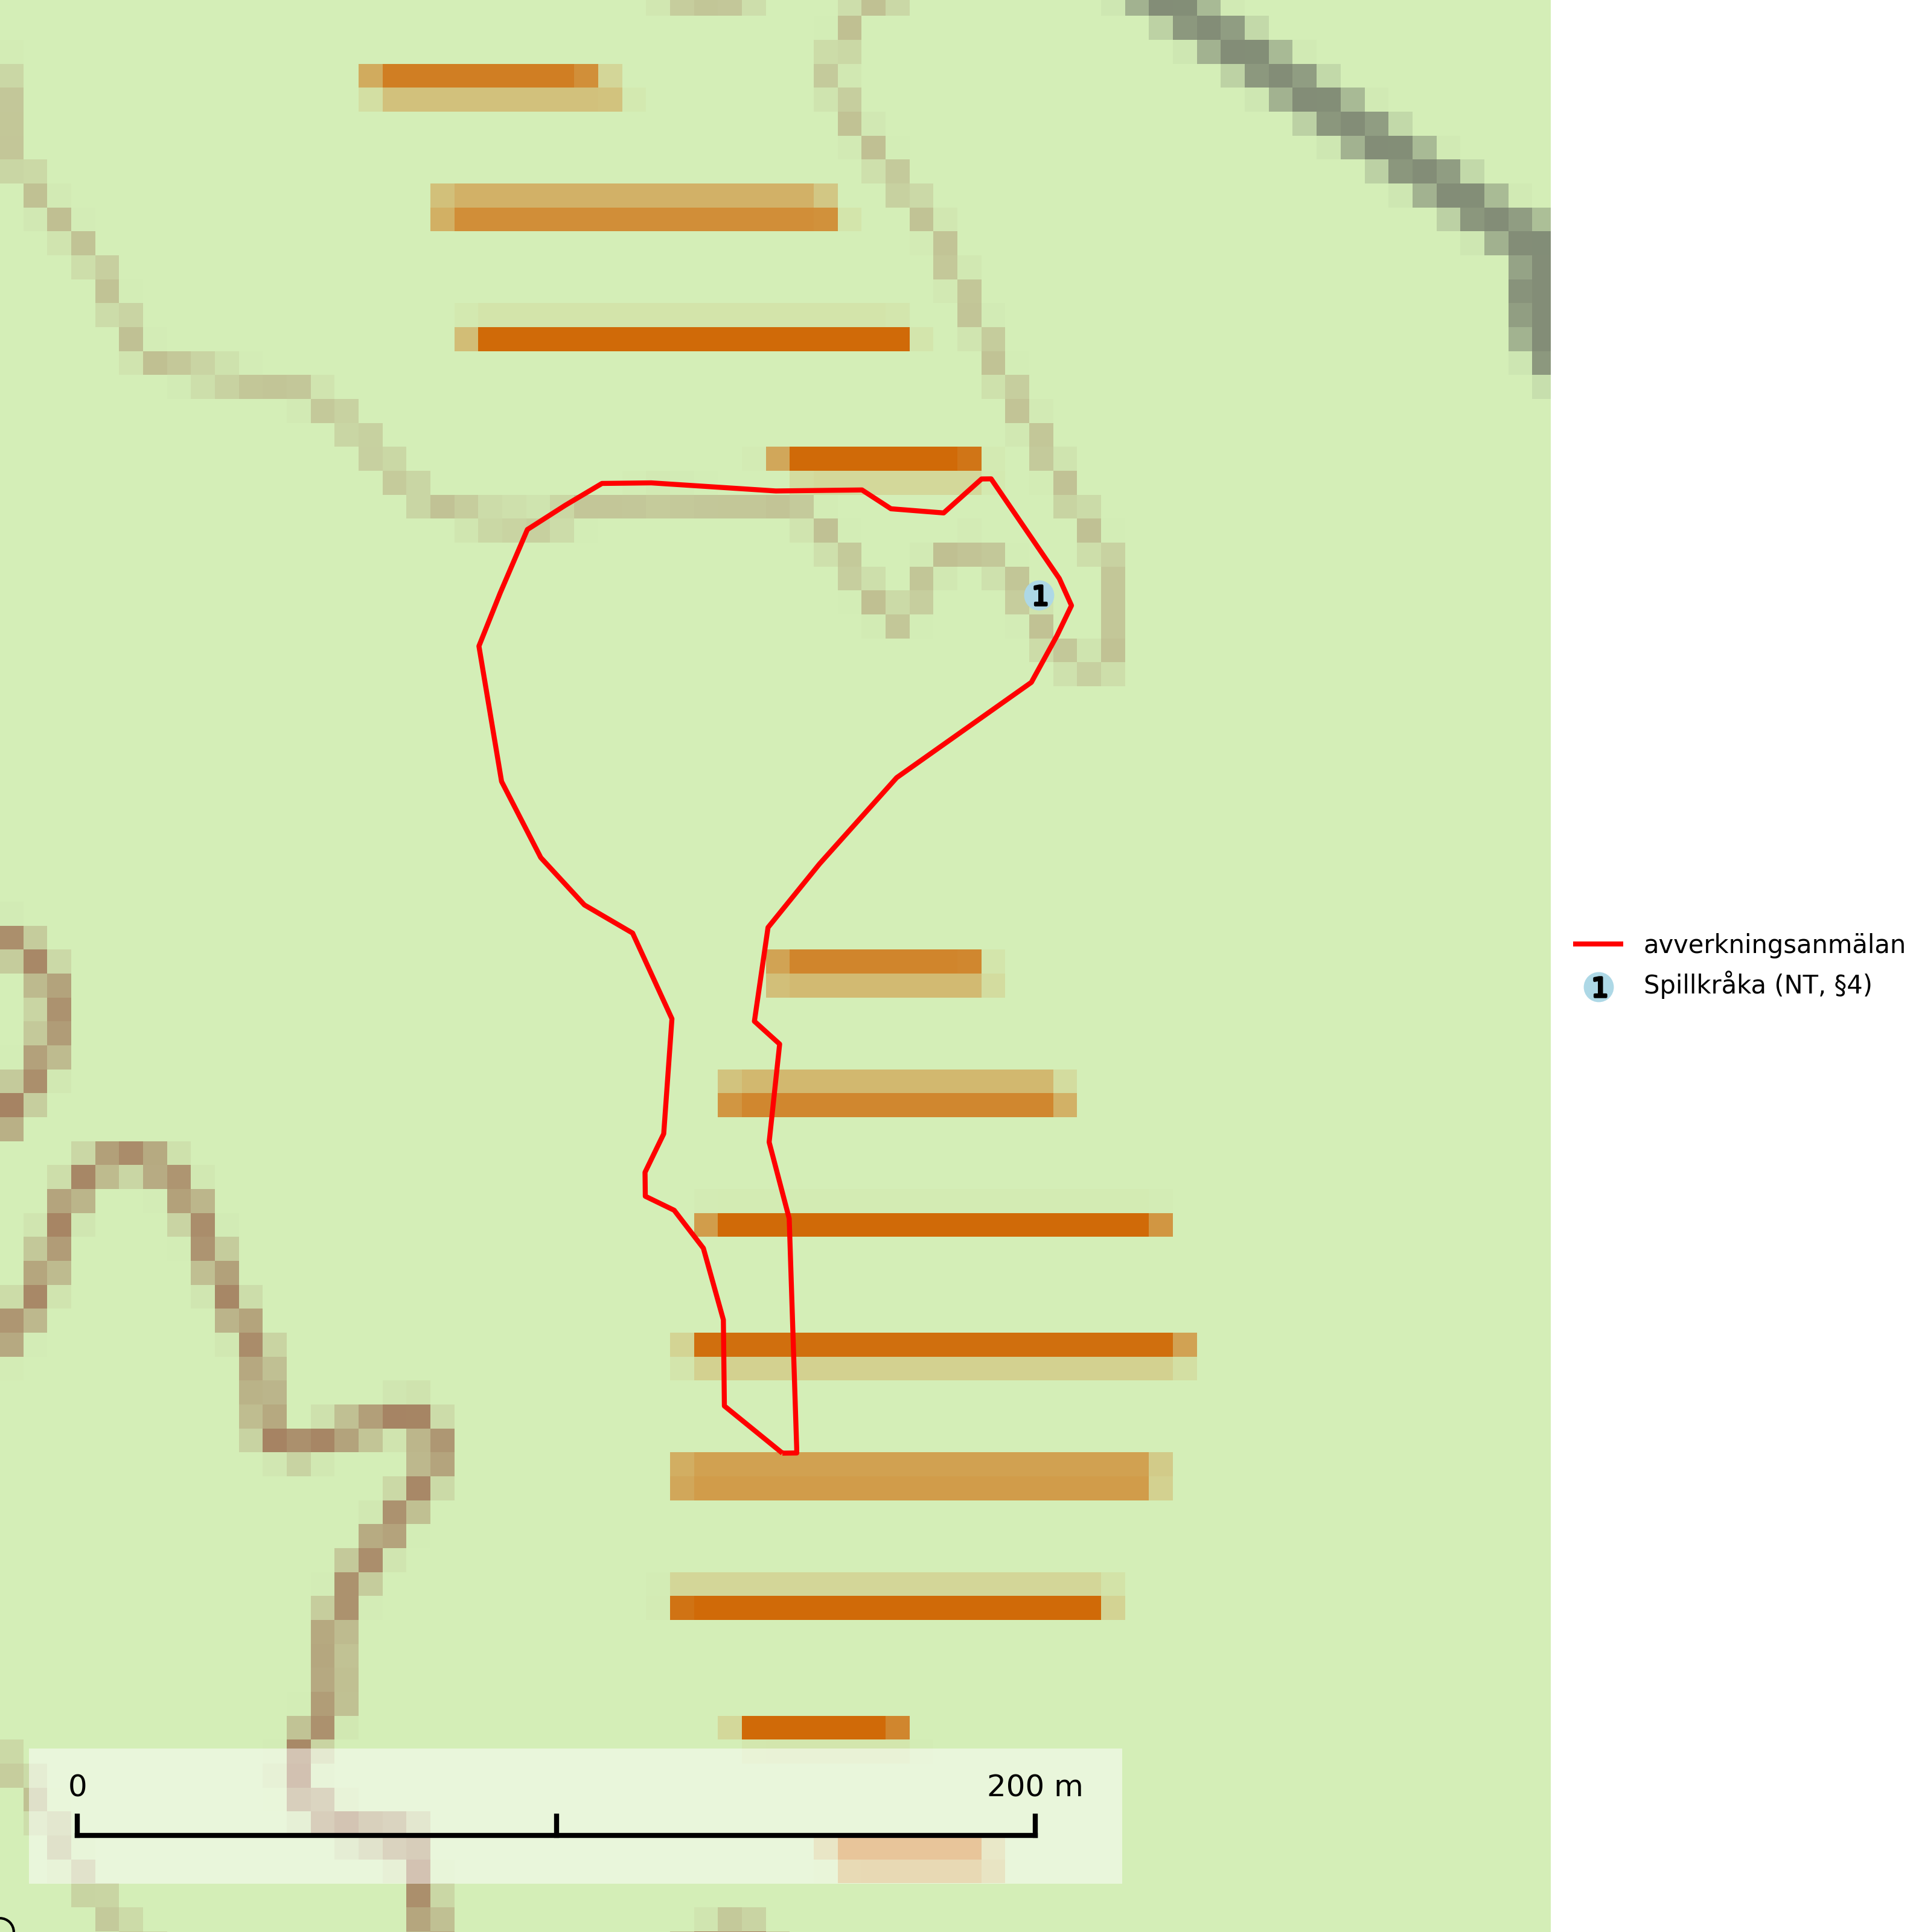 1
avverkningsanmälan
1 Spillkråka (NT, §4)
0 200 m